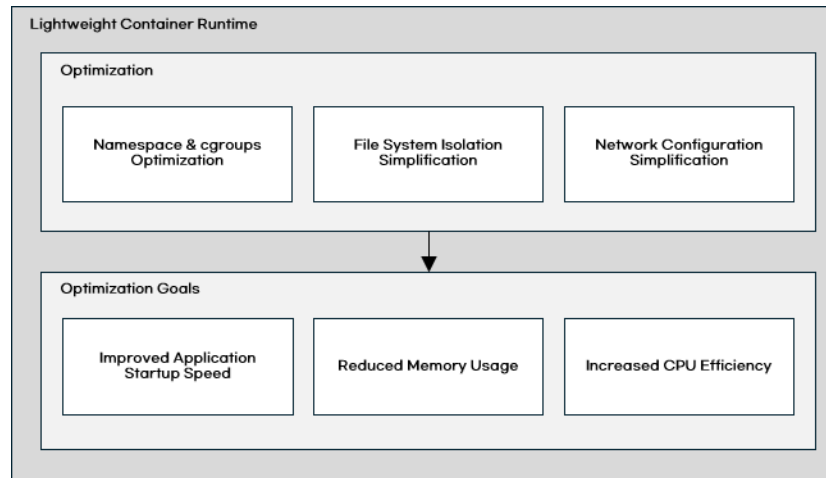 Lightweight Container Runtime
Optimization
Namespace & cgroups
Optimization
File System Isolation
Simplification
Network Configuration
Simplification
Optimization Goals
Improved Application
Startup Speed
Reduced Memory Usage
Increased CPU Efficiency